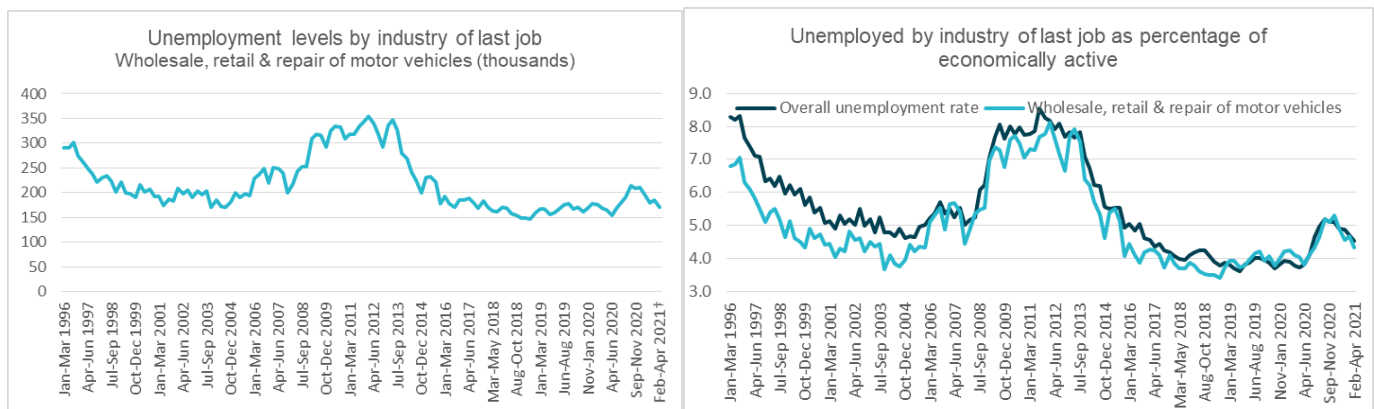 Unemployment levels by industry of last job
Wholesale, retail & repair of motor vehicles (thousands)
400
350
300
250
200
150
100
50
0
Jan-Mar 1996
Apr-Jun 1997
Jul-Sep 1998
Oct-Dec 1999
Jan-Mar 2001
Apr-Jun 2002
Jul-Sep 2003
Oct-Dec 2004
Jan-Mar 2006
Apr-Jun 2007
Jul-Sep 2008
Oct-Dec 2009
Jan-Mar 2011
Apr-Jun 2012
Jul-Sep 2013
Oct-Dec 2014
Jan-Mar 2016
Apr-Jun 2017
Mar-May 2018
Aug-Oct 2018
Jan-Mar 2019
Jun-Aug 2019
Nov-Jan 2020
Apr-Jun 2020
Sep-Nov 2020
Feb-Apr 2021†
Unemployed by industry of last job as percentage of
economically active
Overall unemployment rate
Wholesale, retail & repair of motor vehicles
9.0
8.0
7.0
6.0
5.0
4.0
3.0
Jan-Mar 1996
Apr-Jun 1997
Jul-Sep 1998
Oct-Dec 1999
Jan-Mar 2001
Apr-Jun 2002
Jul-Sep 2003
Oct-Dec 2004
Jan-Mar 2006
Apr-Jun 2007
Jul-Sep 2008
Oct-Dec 2009
Jan-Mar 2011
Apr-Jun 2012
Jul-Sep 2013
Oct-Dec 2014
Jan-Mar 2016
Apr-Jun 2017
Mar-May 2018
Aug-Oct 2018
Jan-Mar 2019
Jun-Aug 2019
Nov-Jan 2020
Apr-Jun 2020
Sep-Nov 2020
Feb-Apr 2021